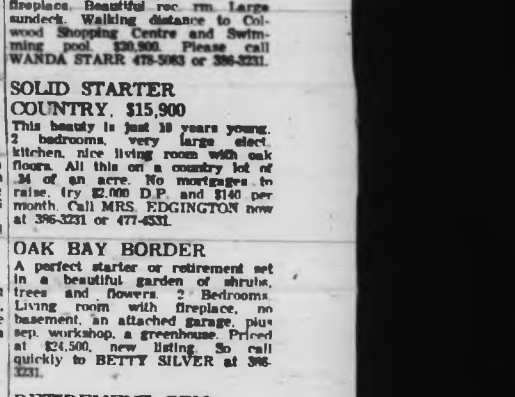 fireplace. Beautiful rec rm. Large
sundeck. Walking distance to Col-
wood Shopping Centre and Swim-
ming pool. $20,900. Please call
WANDA STARR 478-5083 or 386-3231.
SOLID STARTER
COUNTRY, $15,900
This beauty is just 10 years young.
2 bedrooms, very large elect.
kitchen, nice living room with oak
floors. All this on a country lot of
.34 of an acre. No mortgages to
raise, try $2,000 D.P. and $140 per
month. Call MRS. EDGINGTON now
at 386-3231 or 477-4531.
OAK BAY BORDER
A perfect starter or retirement set
in a beautiful garden of shrubs,
trees and flowers. 2 Bedrooms.
Living room with fireplace, no
basement, an attached garage, plus
sep. workshop, a greenhouse. Priced
at $24,500, new listing. So call
quickly to BETTY SILVER at 386-
3231.